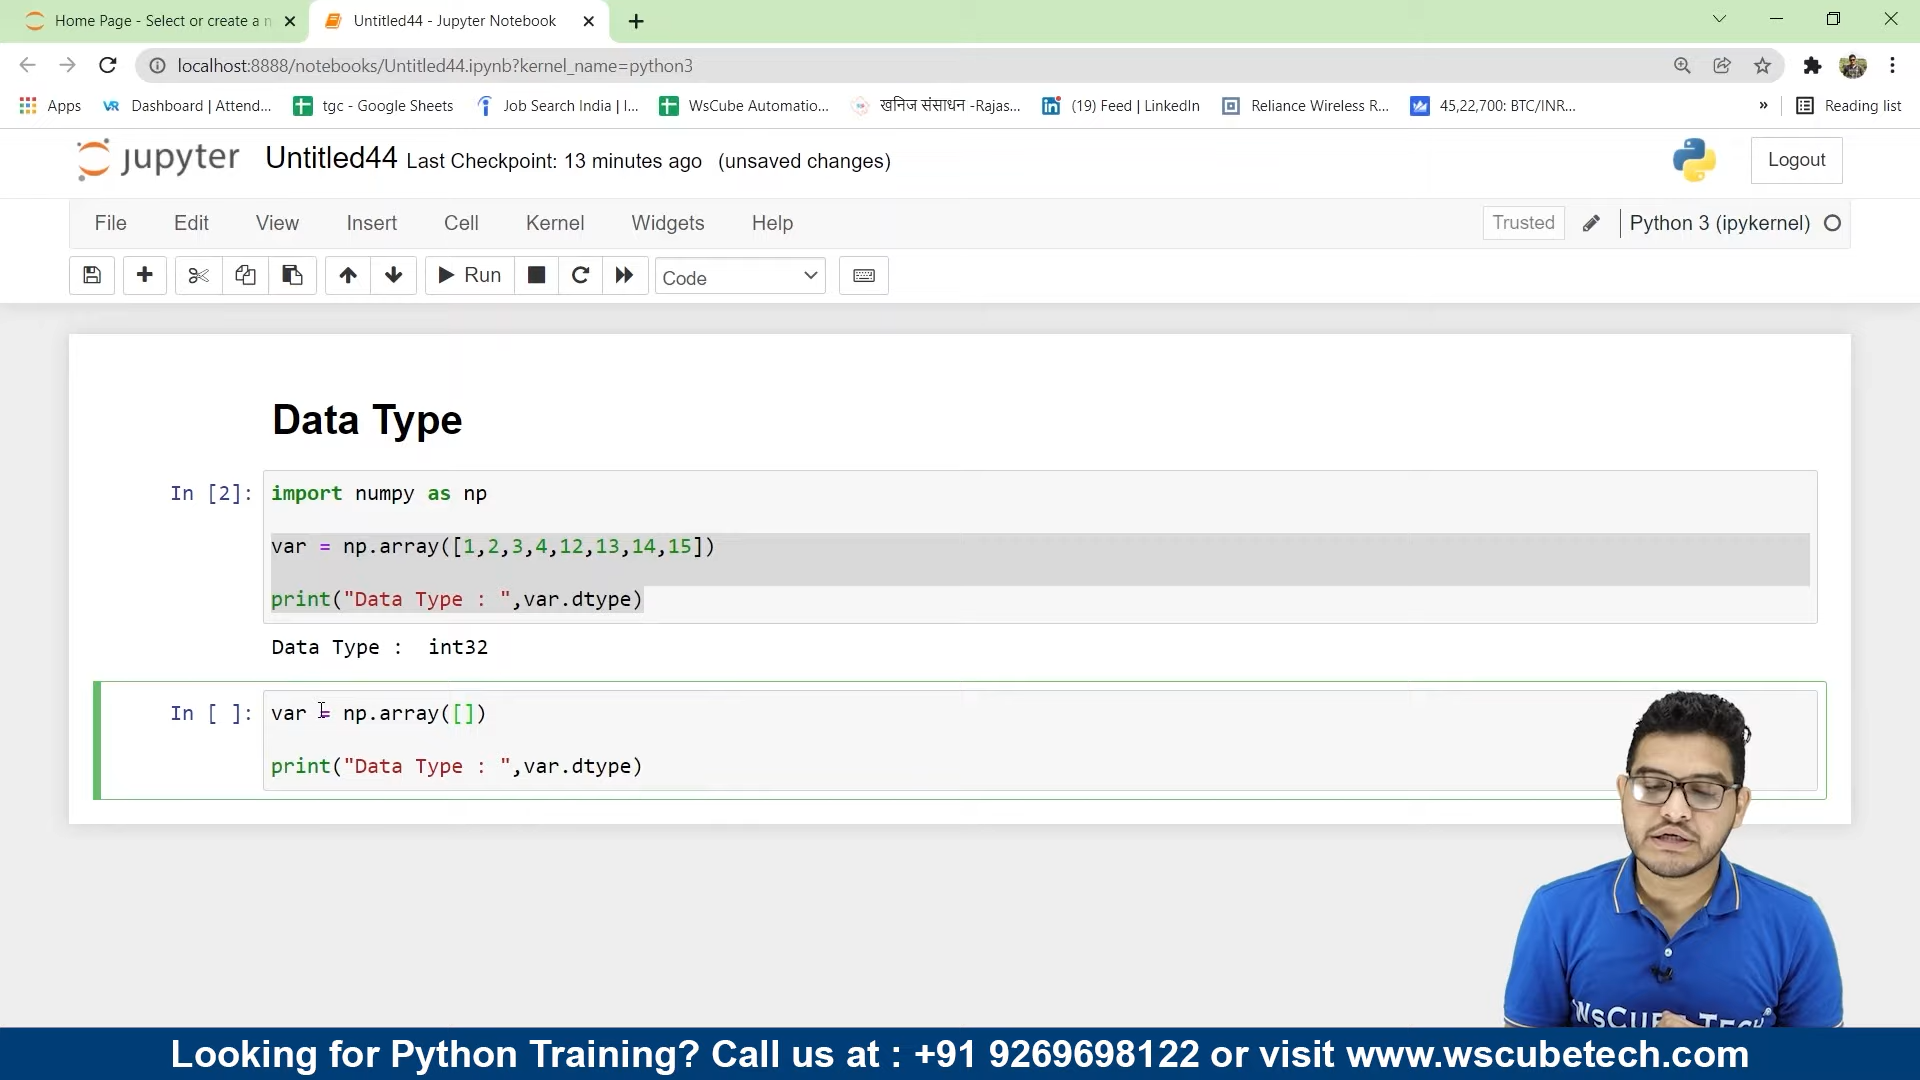 Home Page - Select or create a n
Untitled44 - Jupyter Notebook
localhost:8888/notebooks/Untitled44.ipynb?kernel_name=python3
Apps
Dashboard | Attend...
tgc - Google Sheets
Job Search India | I...
WsCube Automatio...
खनिज संसाधन -Rajas...
(19) Feed | LinkedIn
Reliance Wireless R...
45,22,700: BTC/INR...
»
Reading list
jupyter
Untitled44 Last Checkpoint: 13 minutes ago (unsaved changes)
Logout
File Edit View Insert Cell Kernel Widgets Help
Trusted
Python 3 (ipykernel)
Run
Code
Data Type
In [2]:
import numpy as np
var = np.array([1,2,3,4,12,13,14,15])
print("Data Type : ",var.dtype)
Data Type :  int32
In [ ]:
var = np.array([])
print("Data Type : ",var.dtype)
WsCube Tech
Looking for Python Training? Call us at : +91 9269698122 or visit www.wscubetech.com